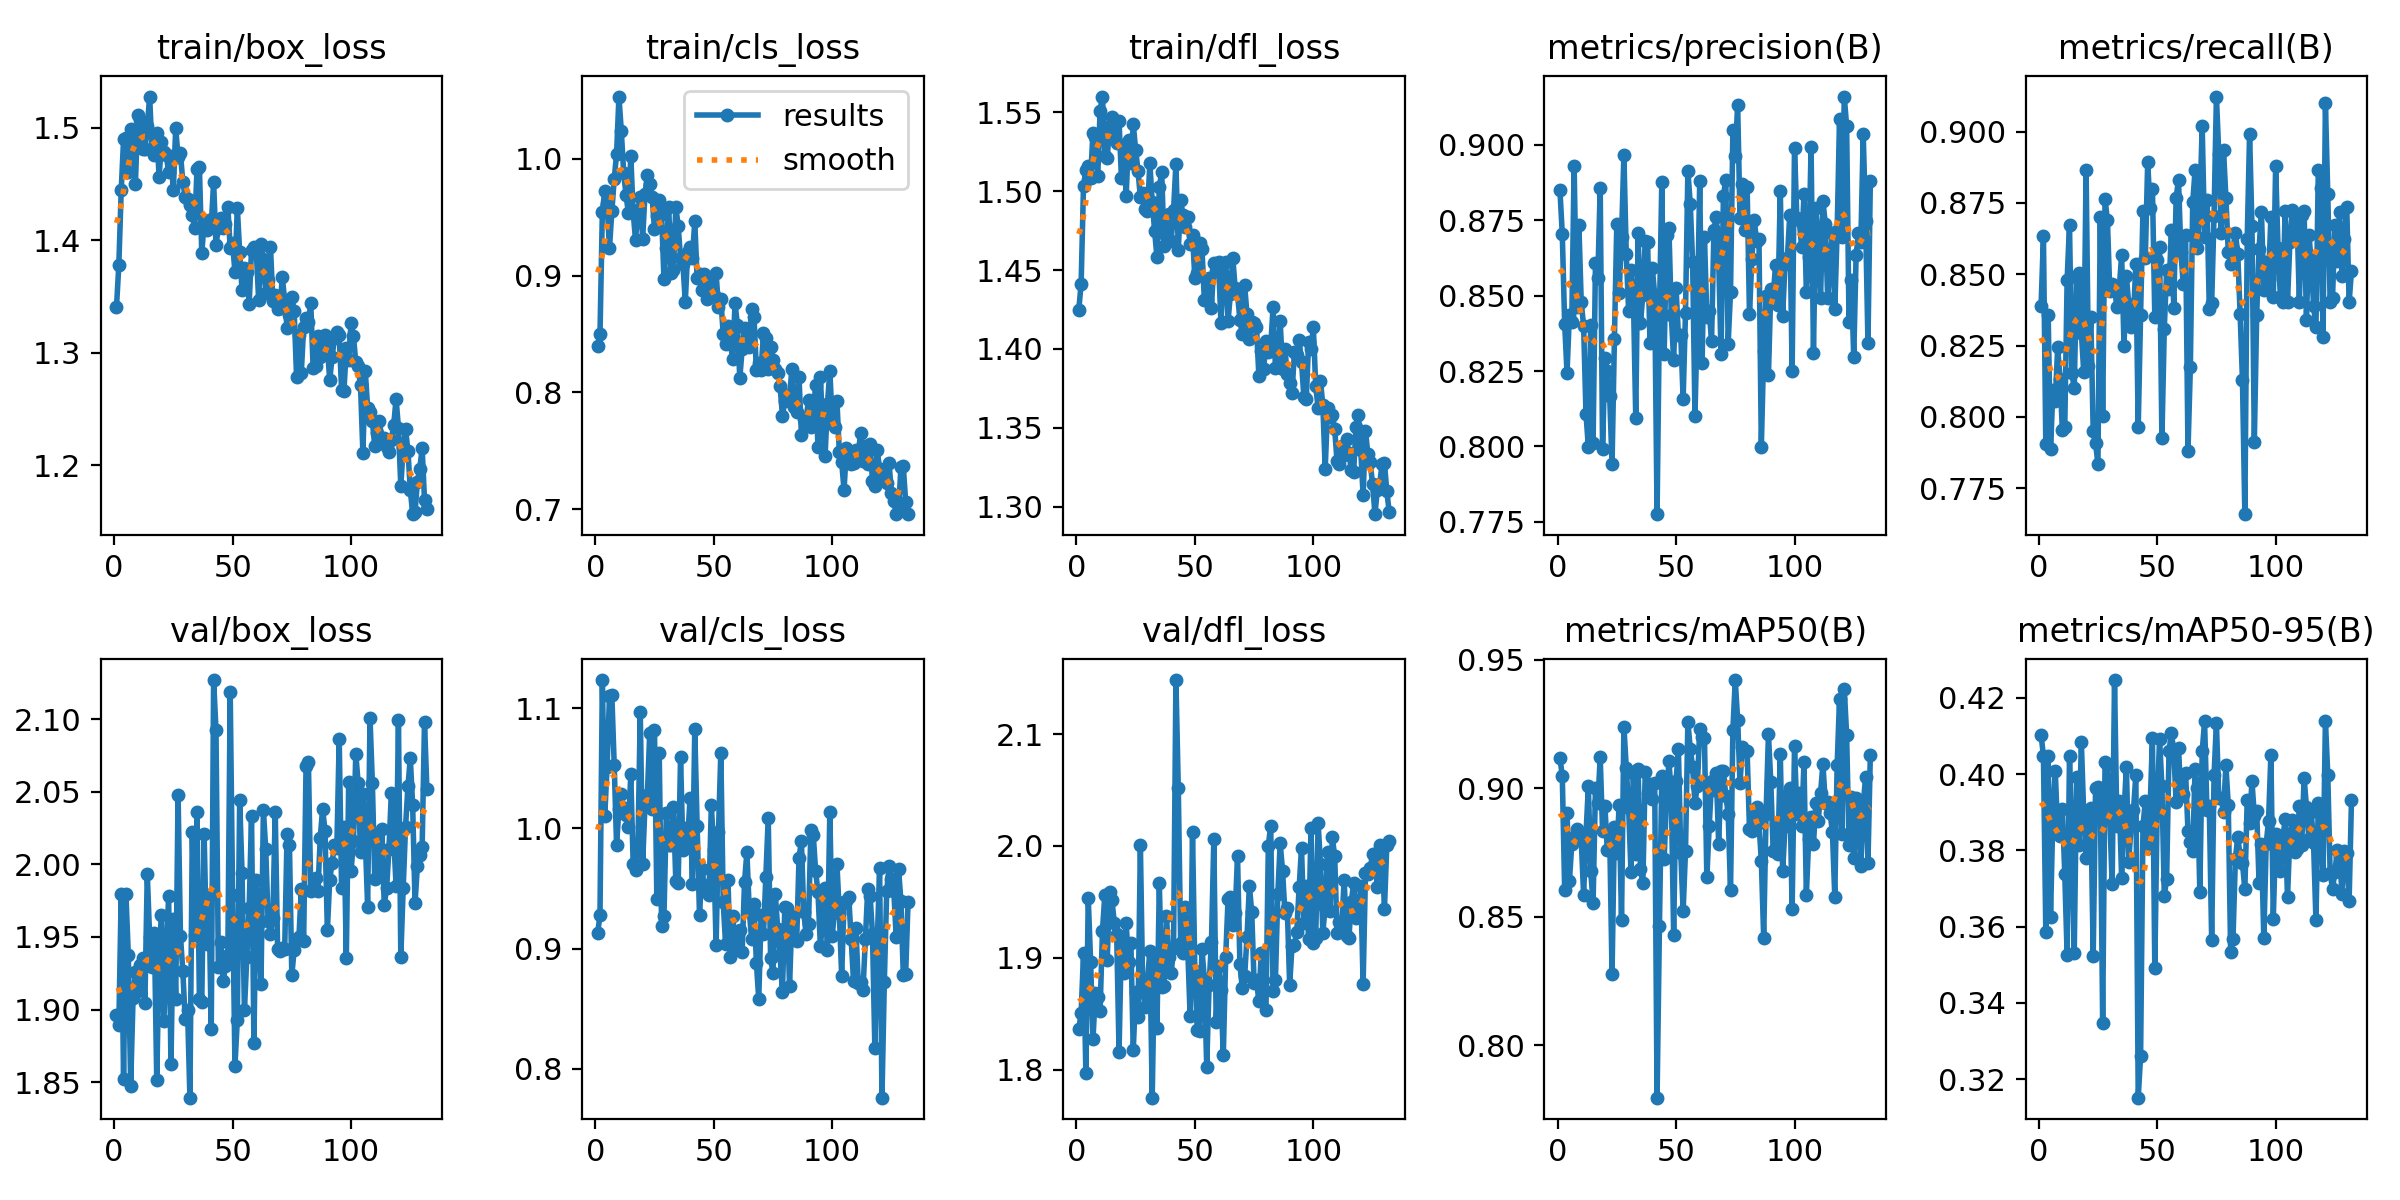 train/box_loss
train/cls_loss
train/dfl_loss
metrics/precision(B)
metrics/recall(B)
1.5
1.4
1.3
1.2
0 50 100
results
smooth
1.0
0.9
0.8
0.7
0 50 100
1.55
1.50
1.45
1.40
1.35
1.30
0 50 100
0.900
0.875
0.850
0.825
0.800
0.775
0 50 100
0.900
0.875
0.850
0.825
0.800
0.775
0 50 100
val/box_loss
val/cls_loss
val/dfl_loss
metrics/mAP50(B)
metrics/mAP50-95(B)
2.10
2.05
2.00
1.95
1.90
1.85
0 50 100
1.1
1.0
0.9
0.8
0 50 100
2.1
2.0
1.9
1.8
0 50 100
0.95
0.90
0.85
0.80
0 50 100
0.42
0.40
0.38
0.36
0.34
0.32
0 50 100